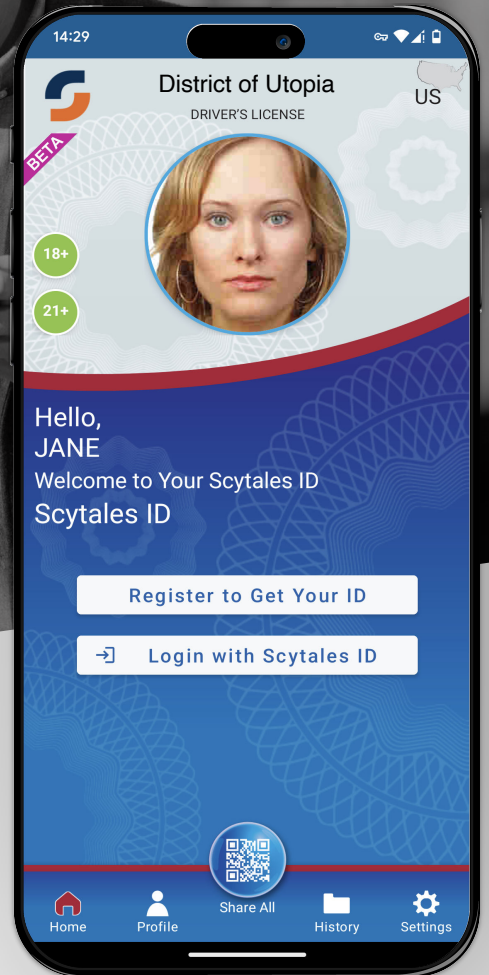 14:29
District of Utopia
US
DRIVER'S LICENSE
BETA
18+
21+
Hello,
JANE
Welcome to Your Scytales ID
Scytales ID
Register to Get Your ID
Login with Scytales ID
Share All
Home
Profile
History
Settings